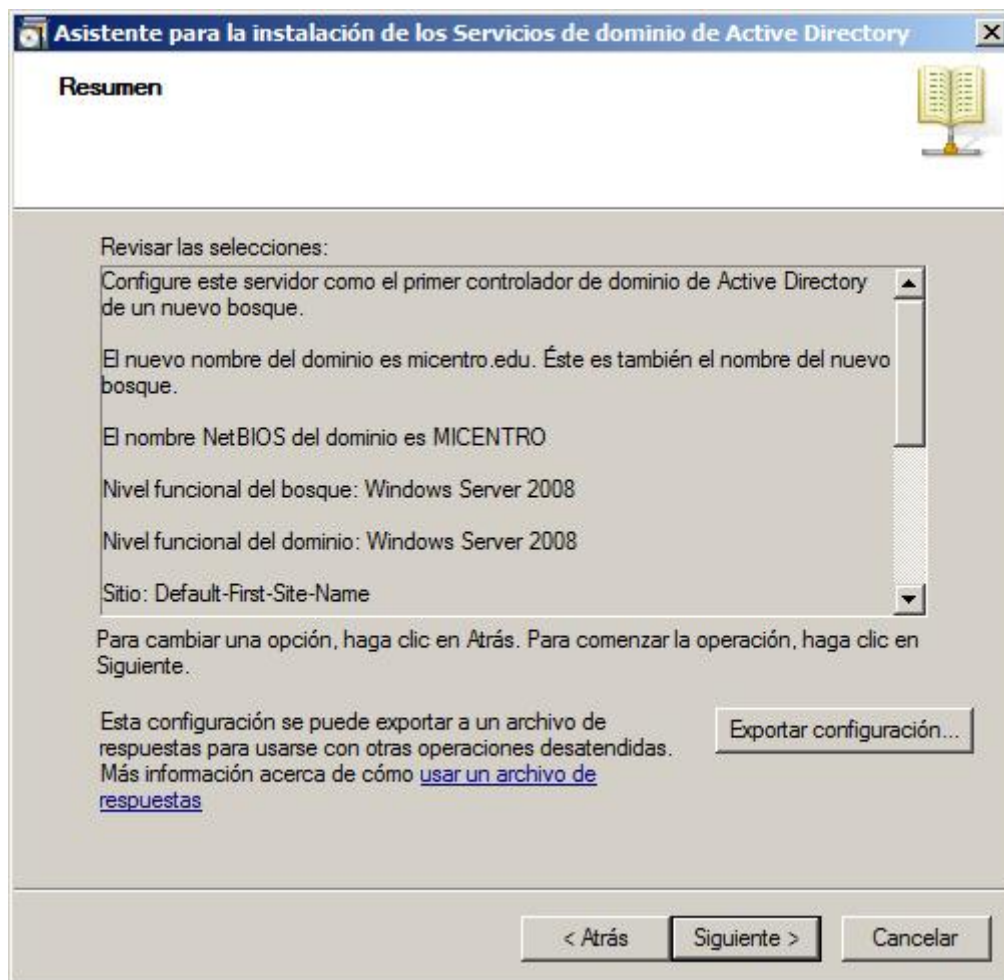 Asistente para la instalación de los Servicios de dominio de Active Directory
Resumen
Revisar las selecciones:
Configure este servidor como el primer controlador de dominio de Active Directory
de un nuevo bosque.
El nuevo nombre del dominio es micentro.edu. Éste es también el nombre del nuevo
bosque.
El nombre NetBIOS del dominio es MICENTRO
Nivel funcional del bosque: Windows Server 2008
Nivel funcional del dominio: Windows Server 2008
Sitio: Default-First-Site-Name
Para cambiar una opción, haga clic en Atrás. Para comenzar la operación, haga clic en
Siguiente.
Esta configuración se puede exportar a un archivo de
respuestas para usarse con otras operaciones desatendidas.
Más información acerca de cómo usar un archivo de
respuestas
Exportar configuración...
< Atrás
Siguiente >
Cancelar